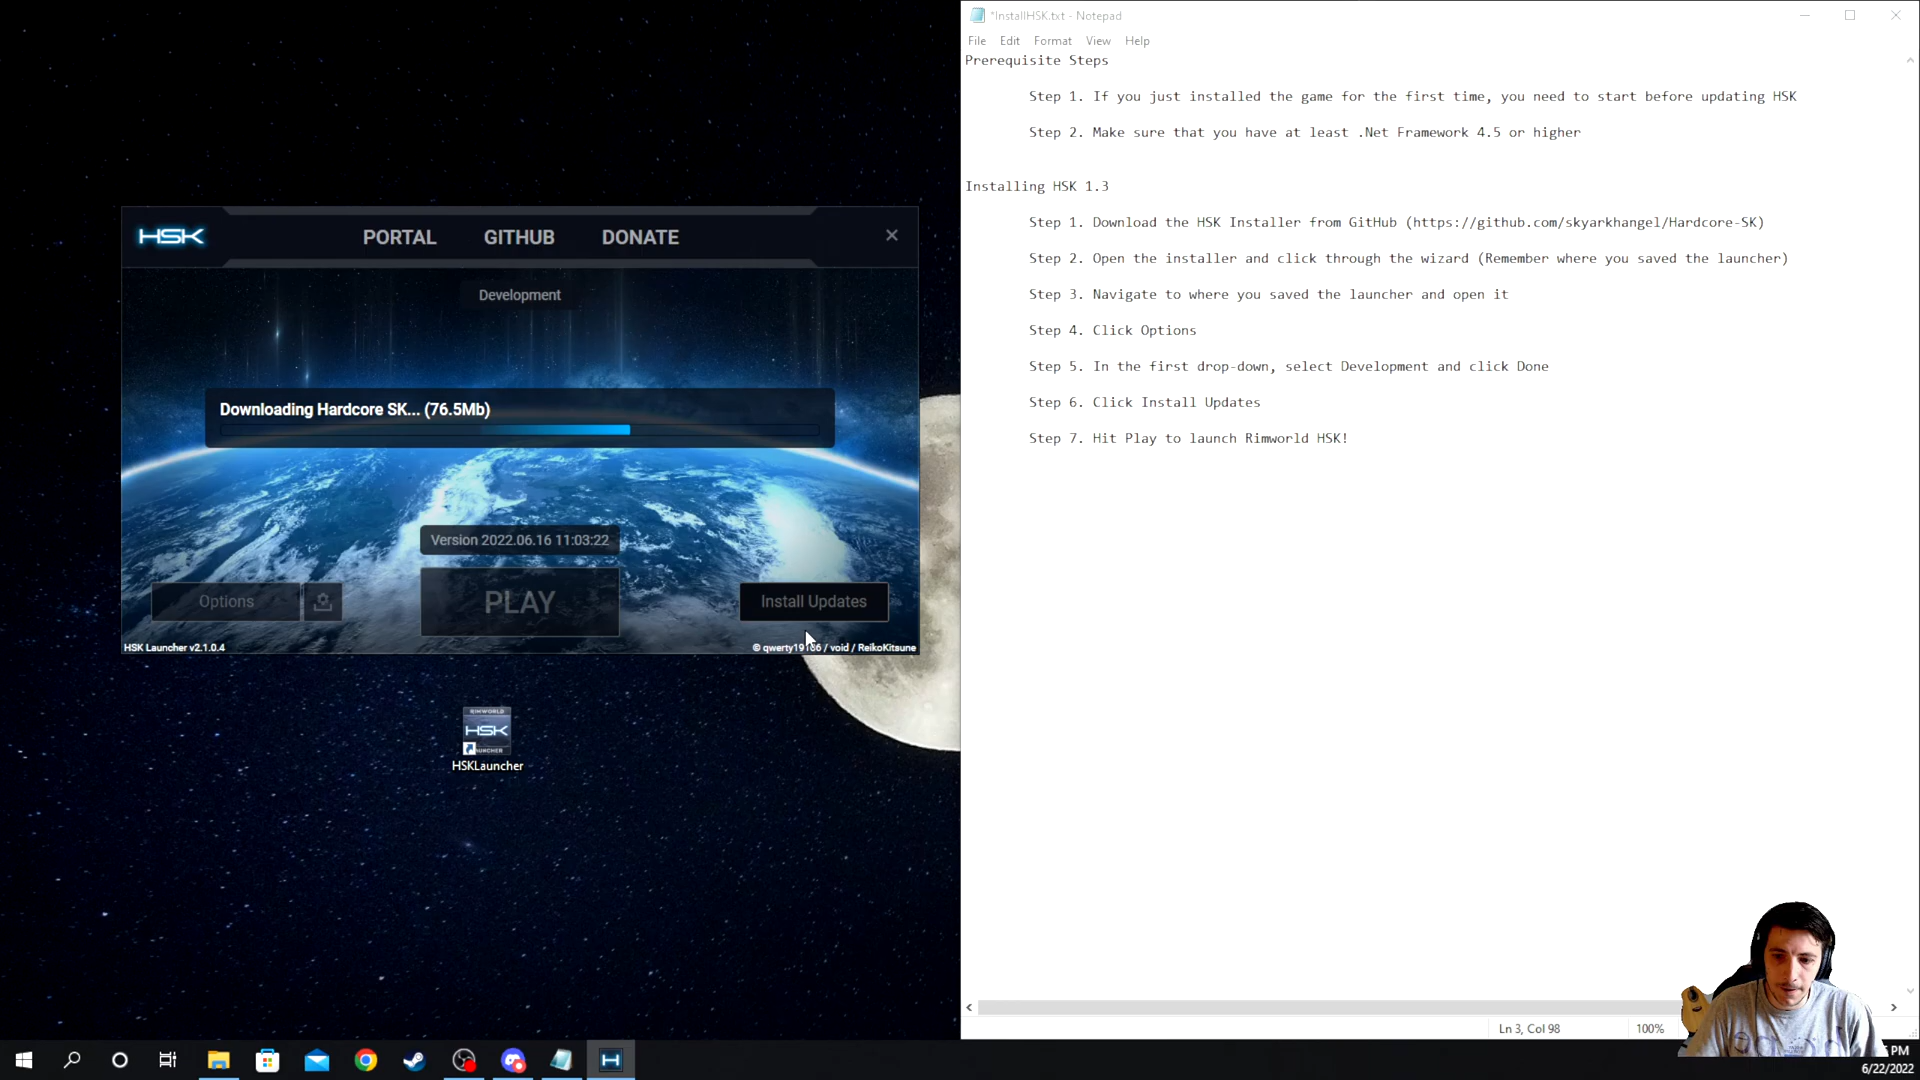 HSK
PORTAL
GITHUB
DONATE
Development
Downloading Hardcore SK... (76.5Mb)
Version 2022.06.16 11:03:22
Options
PLAY
Install Updates
HSK Launcher v2.1.0.4
RIMWORLD
HSK
HSKLauncher
*InstallHSK.txt - Notepad
File Edit Format View Help
Prerequisite Steps
Step 1. If you just installed the game for the first time, you need to start before updating HSK
Step 2. Make sure that you have at least .Net Framework 4.5 or higher
Installing HSK 1.3
Step 1. Download the HSK Installer from GitHub (https://github.com/skyarkhangel/Hardcore-SK)
Step 2. Open the installer and click through the wizard (Remember where you saved the launcher)
Step 3. Navigate to where you saved the launcher and open it
Step 4. Click Options
Step 5. In the first drop-down, select Development and click Done
Step 6. Click Install Updates
Step 7. Hit Play to launch Rimworld HSK!
Ln 3, Col 98
100%
PM
6/22/2022
© / void / ReikoKitsune